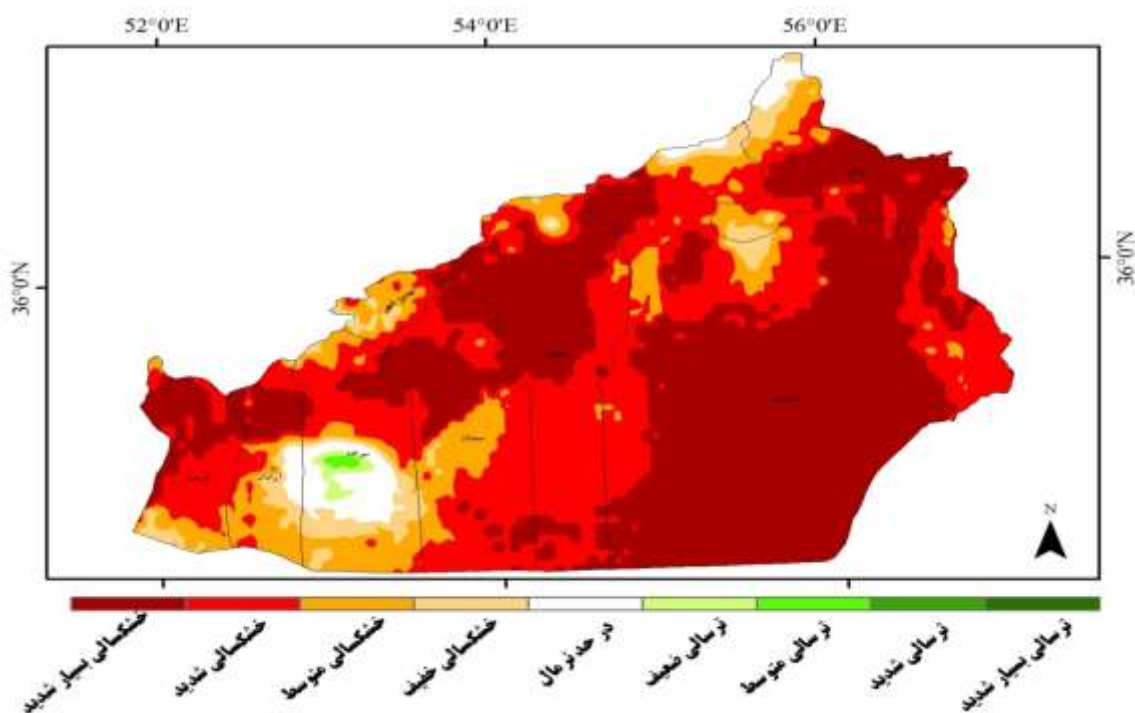 52°0'E 54°0'E 56°0'E
36°0'N
36°0'N
N
خشکسالی بسیار شدید
خشکسالی شدید
خشکسالی متوسط
خشکسالی خفیف
در حد نرمال
ترسالی ضعیف
ترسالی متوسط
ترسالی شدید
ترسالی بسیار شدید